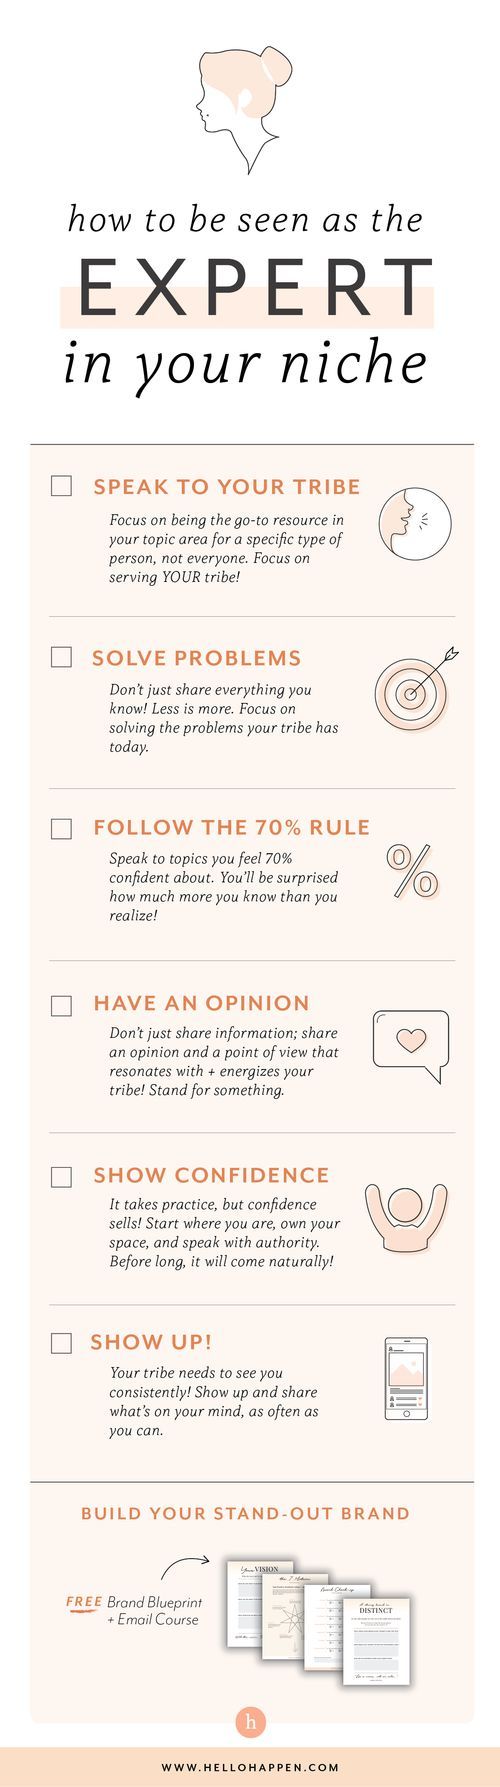 how to be seen as the
EXPERT
in your niche
SPEAK TO YOUR TRIBE
Focus on being the go-to resource in
your topic area for a specific type of
person, not everyone. Focus on
serving YOUR tribe!
SOLVE PROBLEMS
Don't just share everything you
know! Less is more. Focus on
solving the problems your tribe has
today.
FOLLOW THE 70% RULE
Speak to topics you feel 70%
confident about. You'll be surprised
how much more you know than you
realize!
%
HAVE AN OPINION
Don't just share information; share
an opinion and a point of view that
resonates with + energizes your
tribe! Stand for something.
SHOW CONFIDENCE
It takes practice, but confidence
sells! Start where you are, own your
space, and speak with authority.
Before long, it will come naturally!
SHOW UP!
Your tribe needs to see you
consistently! Show up and share
what's on your mind, as often as
you can.
BUILD YOUR STAND-OUT BRAND
FREE Brand Blueprint
+ Email Course
Your VISION
Brand Check-up
DISTINCT
h
WWW.HELLOHAPPEN.COM